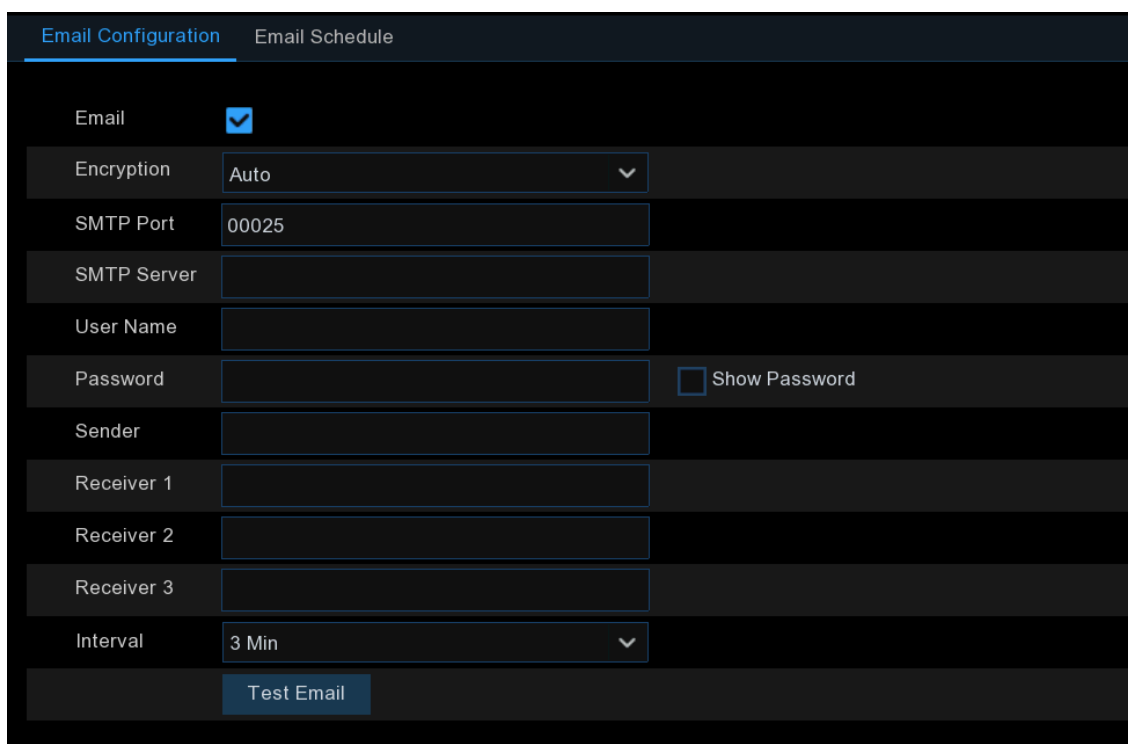 Email Configuration Email Schedule
Email
Encryption Auto
SMTP Port 00025
SMTP Server
User Name
Password Show Password
Sender
Receiver 1
Receiver 2
Receiver 3
Interval 3 Min
Test Email